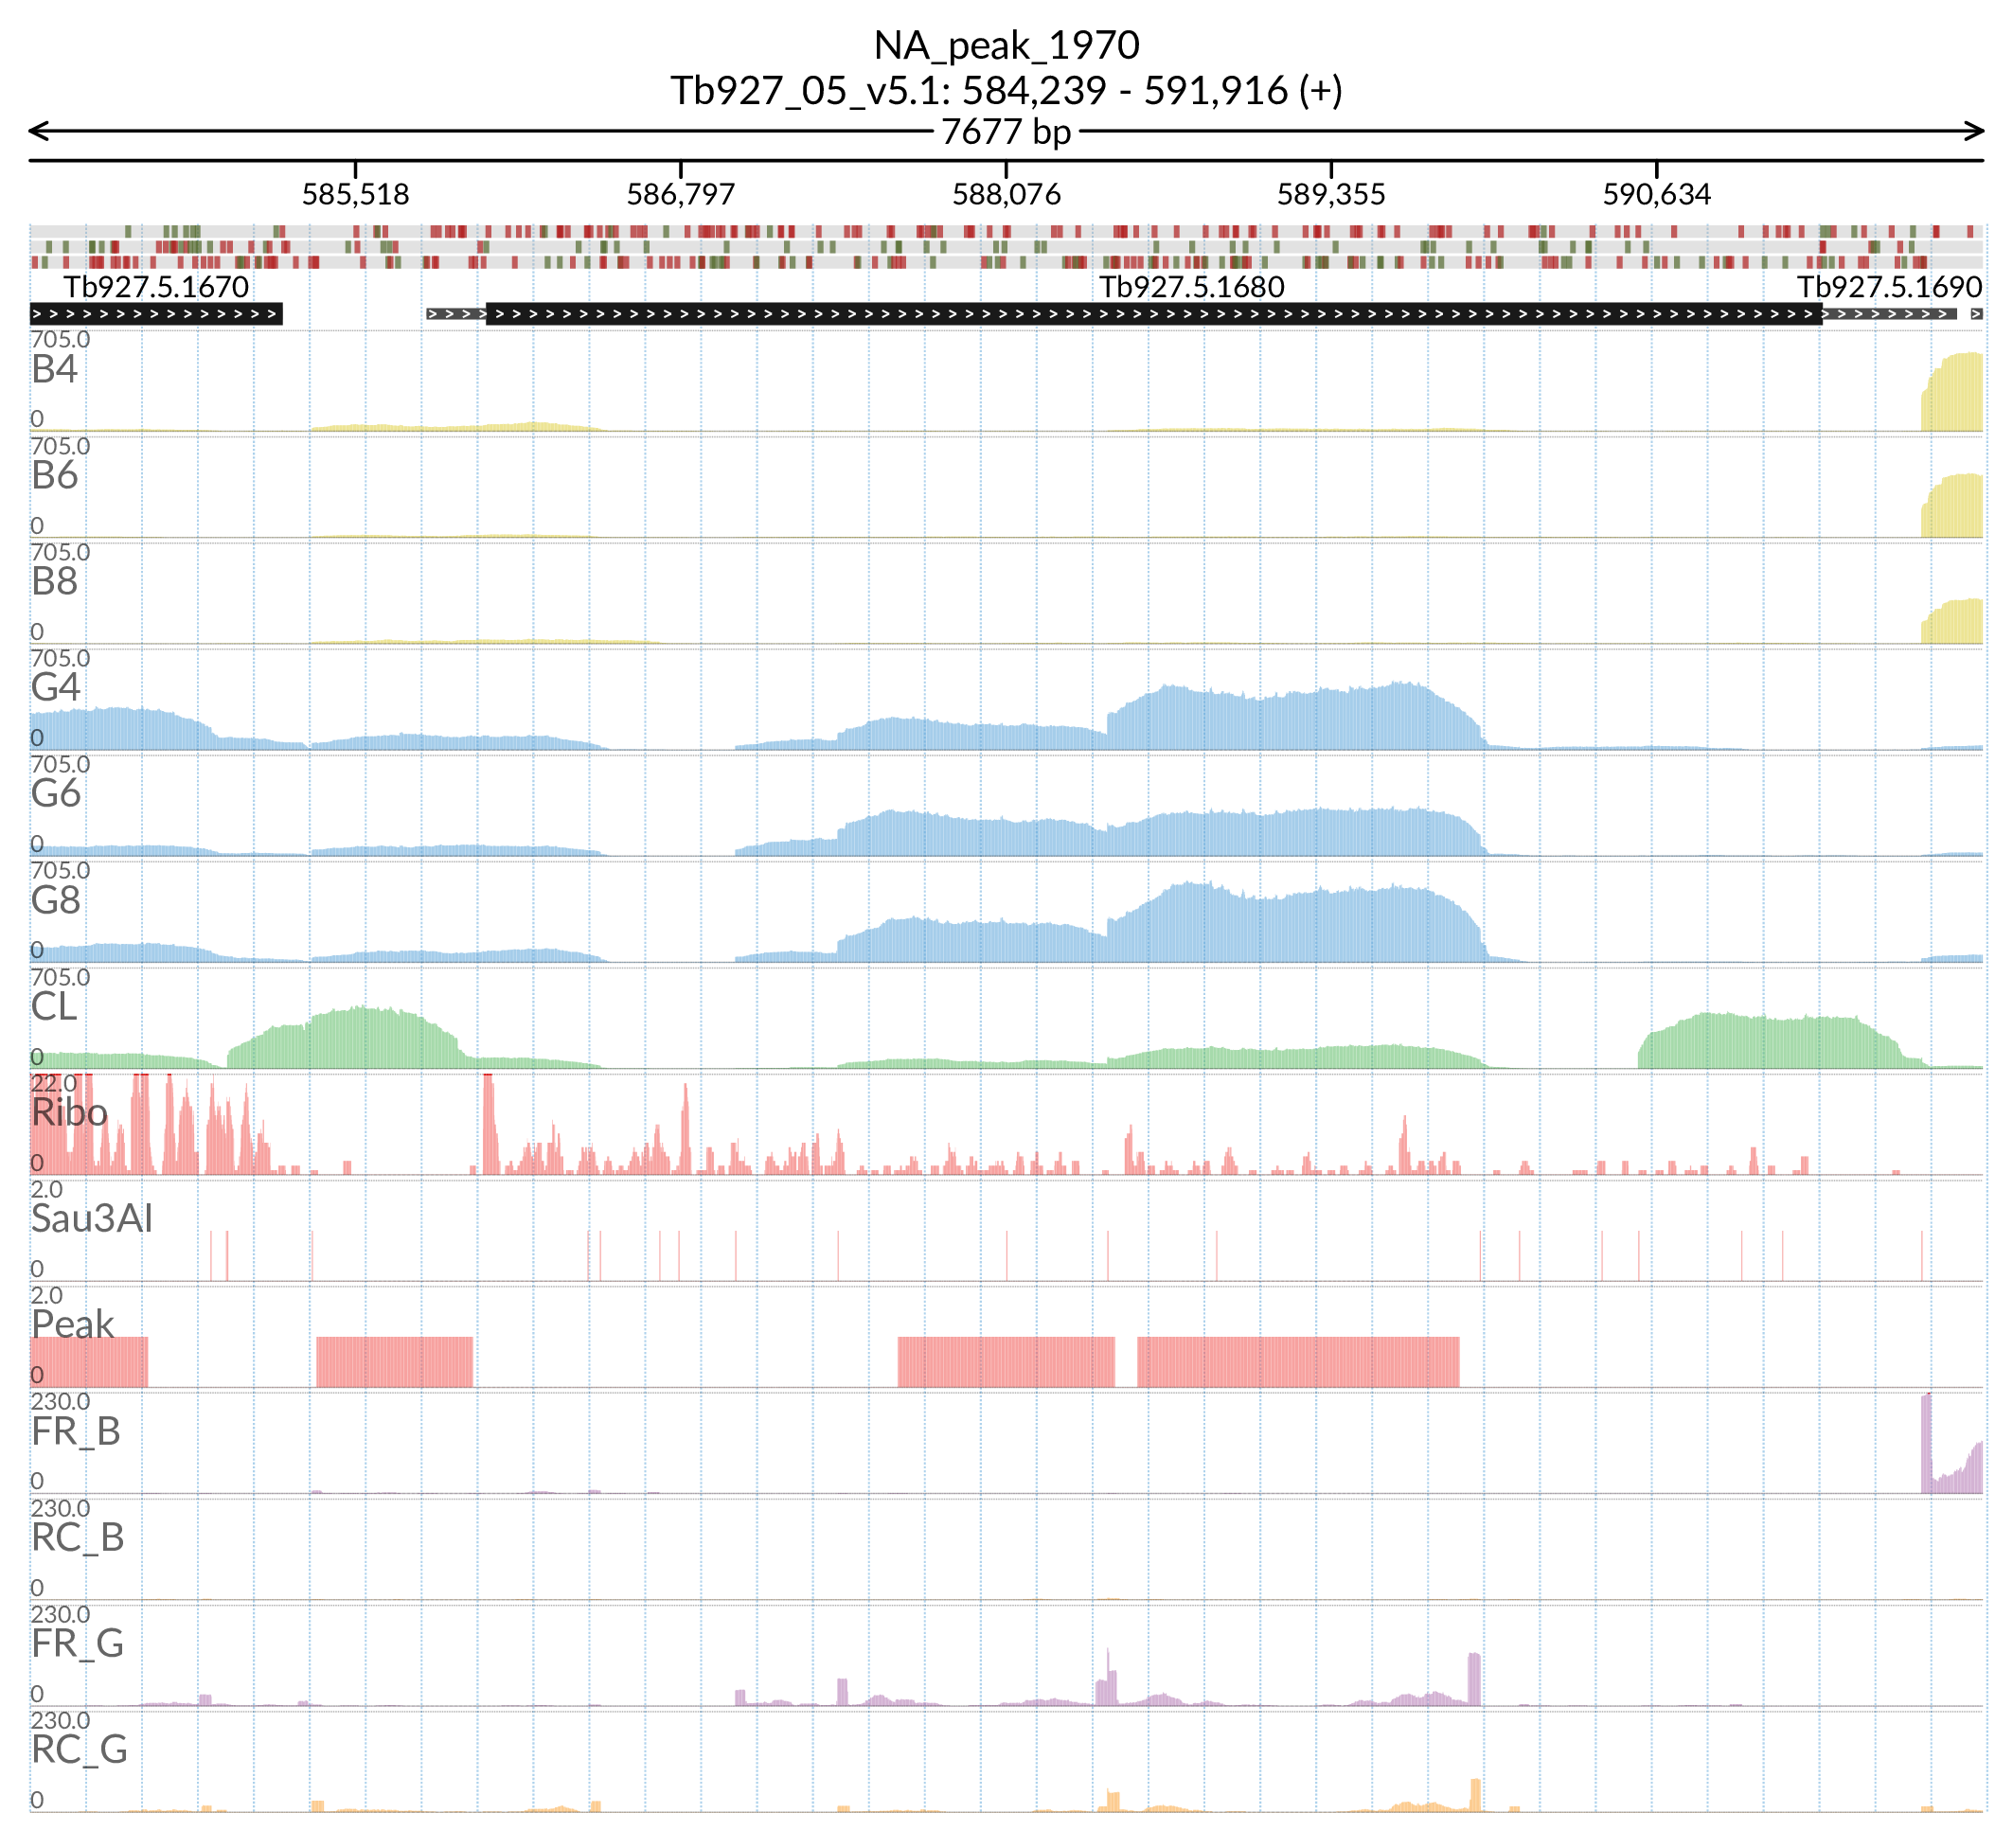 NA_peak_1970
Tb927_05_v5.1: 584,239 - 591,916 (+)
7677 bp
585,518 586,797 588,076 589,355 590,634
Tb927.5.1670 Tb927.5.1680 Tb927.5.1690
705.0
B4
0
705.0
B6
0
705.0
B8
0
705.0
G4
0
705.0
G6
0
705.0
G8
0
705.0
CL
0
22.0
Ribo
0
2.0
Sau3AI
0
2.0
Peak
0
230.0
FR_B
0
230.0
RC_B
0
230.0
FR_G
0
230.0
RC_G
0